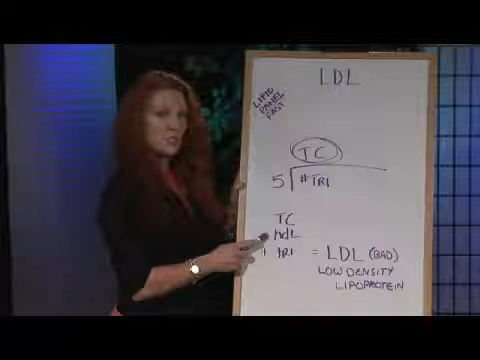 LDL
LIPID
PANEL
FAST
TC
5 #TRI
TC
hdL
TRI = LDL (BAD)
LOW DENSITY
LIPOPROTEIN